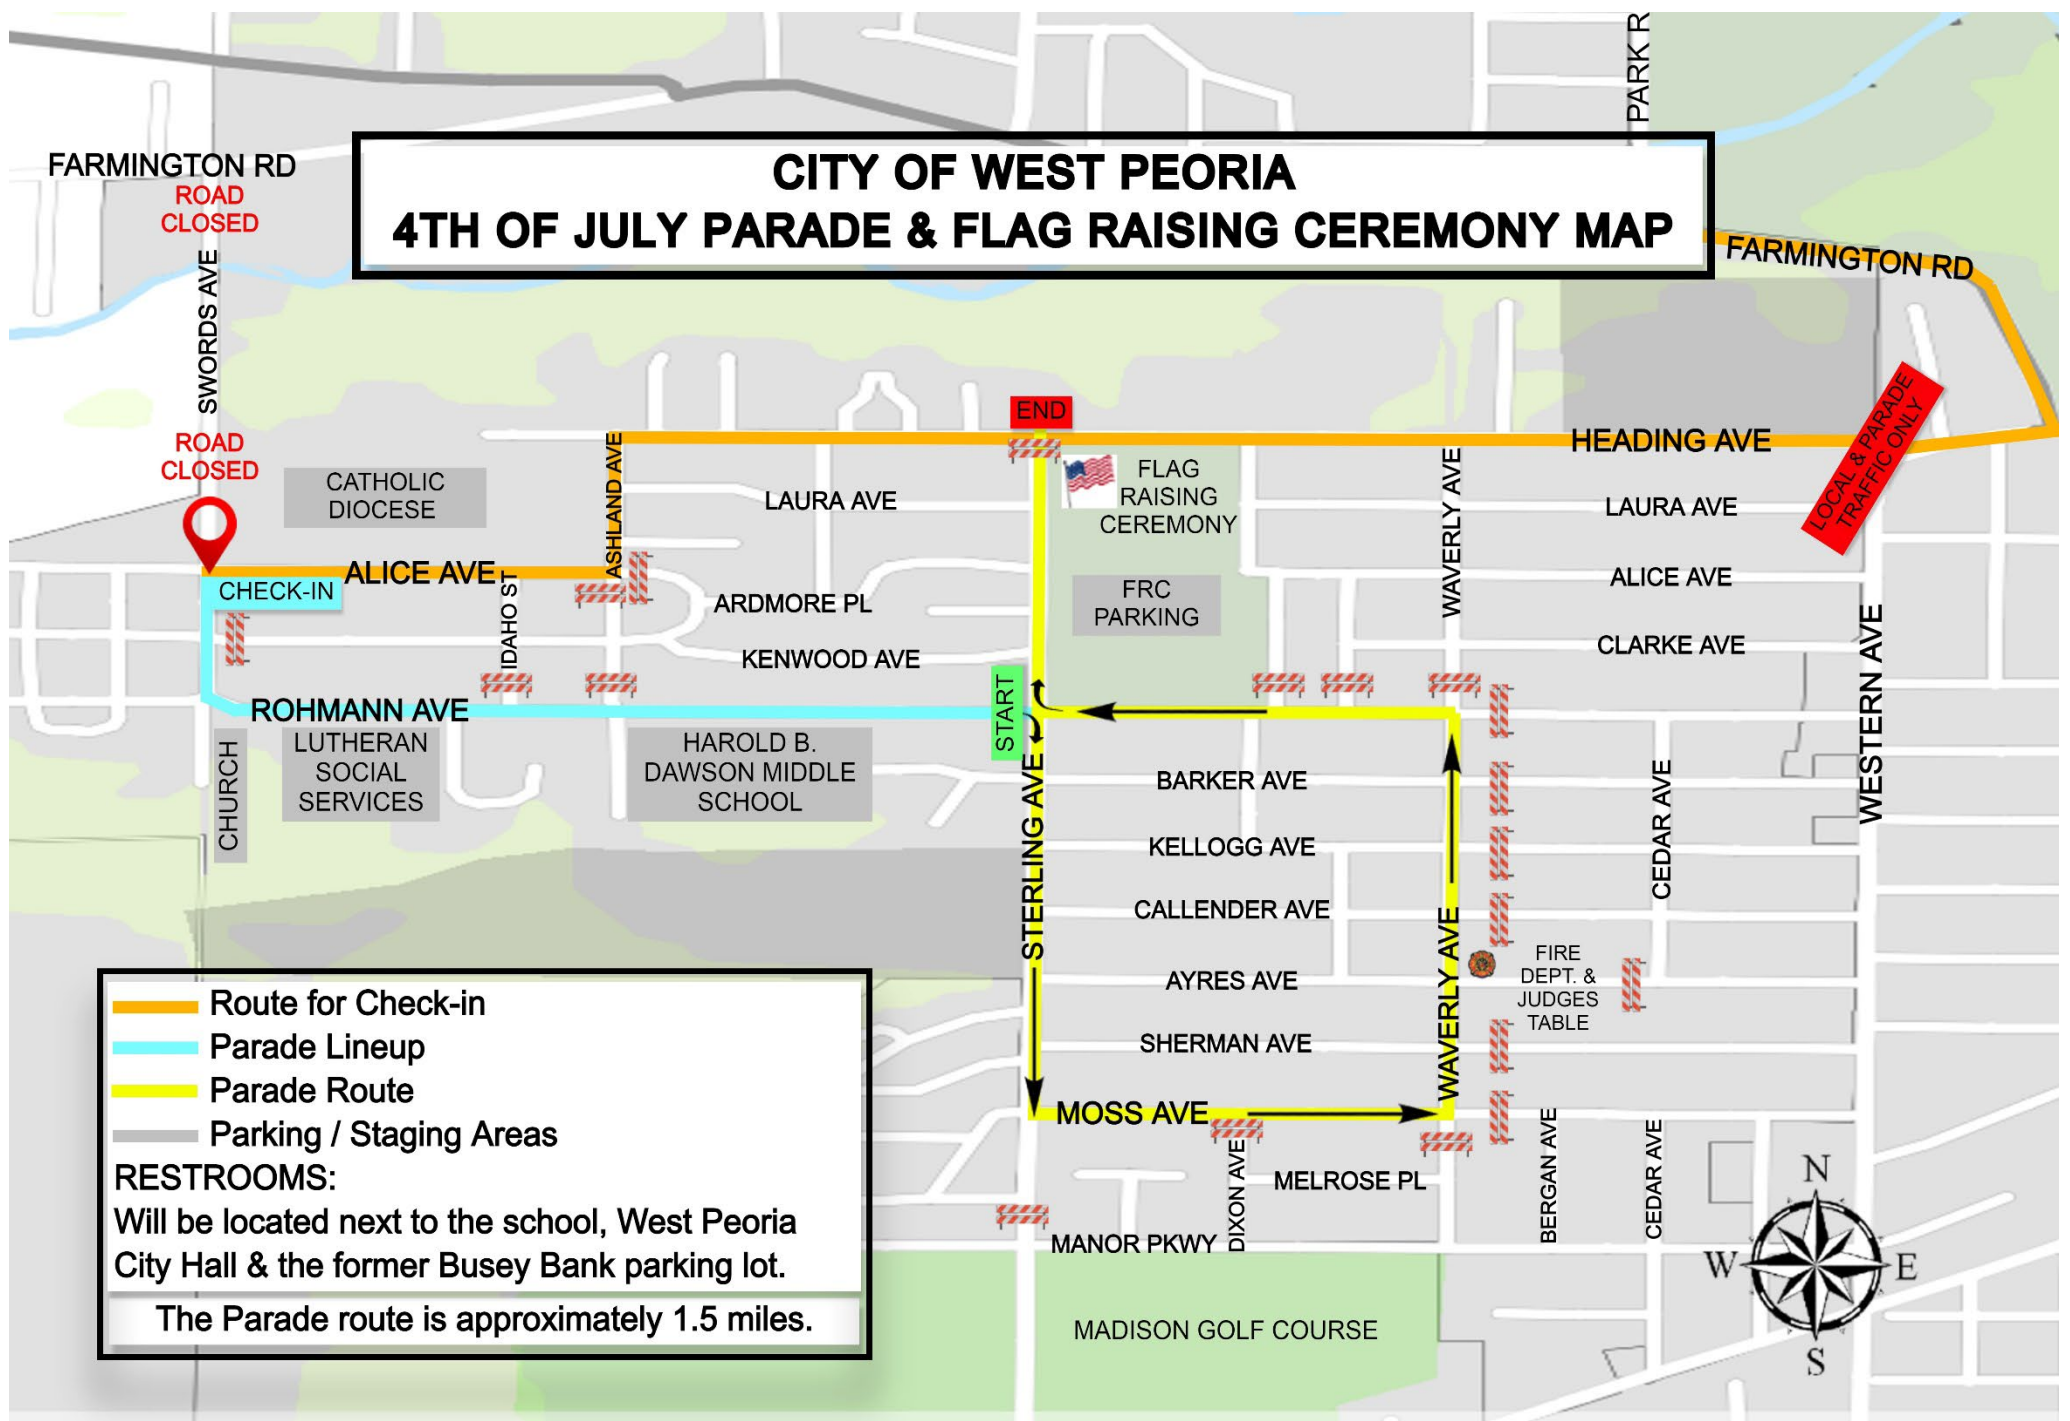 PARK R
CITY OF WEST PEORIA
4TH OF JULY PARADE & FLAG RAISING CEREMONY MAP
FARMINGTON RD
ROAD
CLOSED
SWORDS AVE
FARMINGTON RD
ROAD
CLOSED
CATHOLIC
DIOCESE
ASHLAND AVE
LAURA AVE
END
FLAG
RAISING
CEREMONY
HEADING AVE
WAVERLY AVE
LAURA AVE
LOCAL & PARADE
TRAFFIC ONLY
ALICE AVE
CHECK-IN
IDAHO ST
ARDMORE PL
KENWOOD AVE
FRC
PARKING
ALICE AVE
CLARKE AVE
WESTERN AVE
ROHMANN AVE
START
CHURCH
LUTHERAN
SOCIAL
SERVICES
HAROLD B.
DAWSON MIDDLE
SCHOOL
STERLING AVE
BARKER AVE
KELLOGG AVE
CALLENDER AVE
AYRES AVE
SHERMAN AVE
WAVERLY AVE
CEDAR AVE
FIRE
DEPT. &
JUDGES
TABLE
MOSS AVE
DIXON AVE
MELROSE PL
BERGAN AVE
CEDAR AVE
MANOR PKWY
MADISON GOLF COURSE
N
W
E
S
Route for Check-in
Parade Lineup
Parade Route
Parking / Staging Areas
RESTROOMS:
Will be located next to the school, West Peoria
City Hall & the former Busey Bank parking lot.
The Parade route is approximately 1.5 miles.